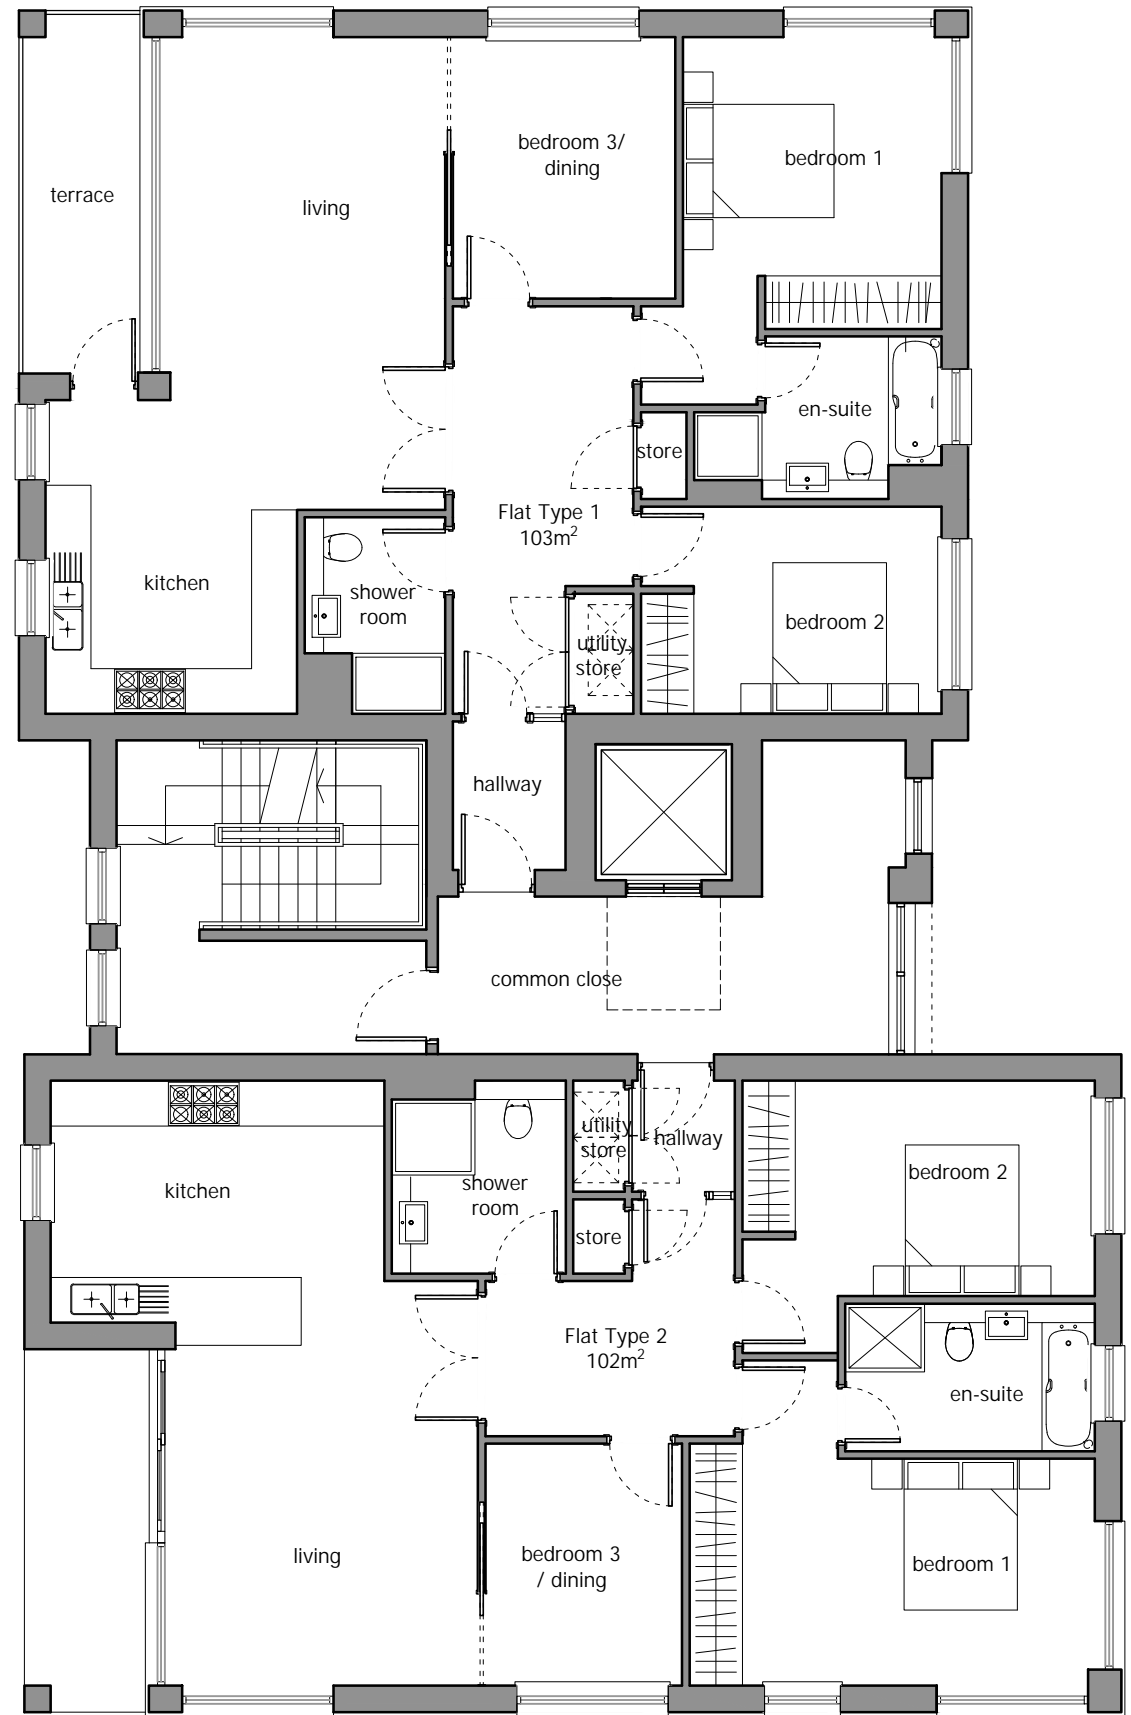 bedroom 3/
dining
bedroom 1
terrace
living
en-suite
store
Flat Type 1
103m²
kitchen
shower
room
bedroom 2
utility
store
hallway
common close
utility
store
hallway
kitchen
shower
room
bedroom 2
store
Flat Type 2
102m²
en-suite
living
bedroom 3
/ dining
bedroom 1